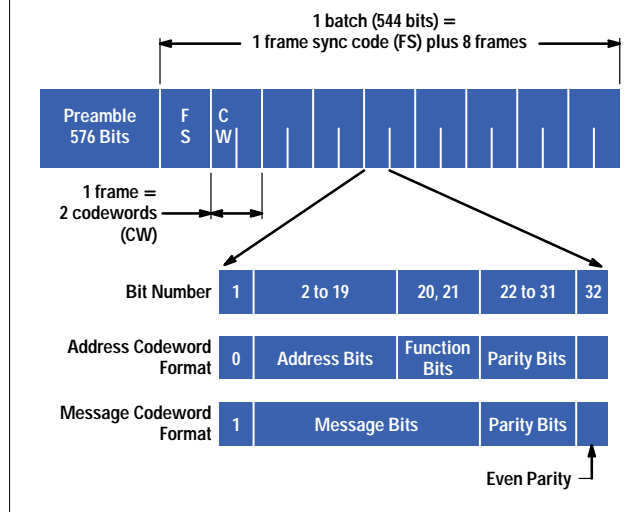 1 batch (544 bits) =
1 frame sync code (FS) plus 8 frames
Preamble
576 Bits
F
S
C
W
1 frame =
2 codewords
(CW)
Bit Number 1 2 to 19 20, 21 22 to 31 32
Address Codeword
Format
0 Address Bits Function
Bits
Parity Bits
Message Codeword
Format
1 Message Bits Parity Bits
Even Parity